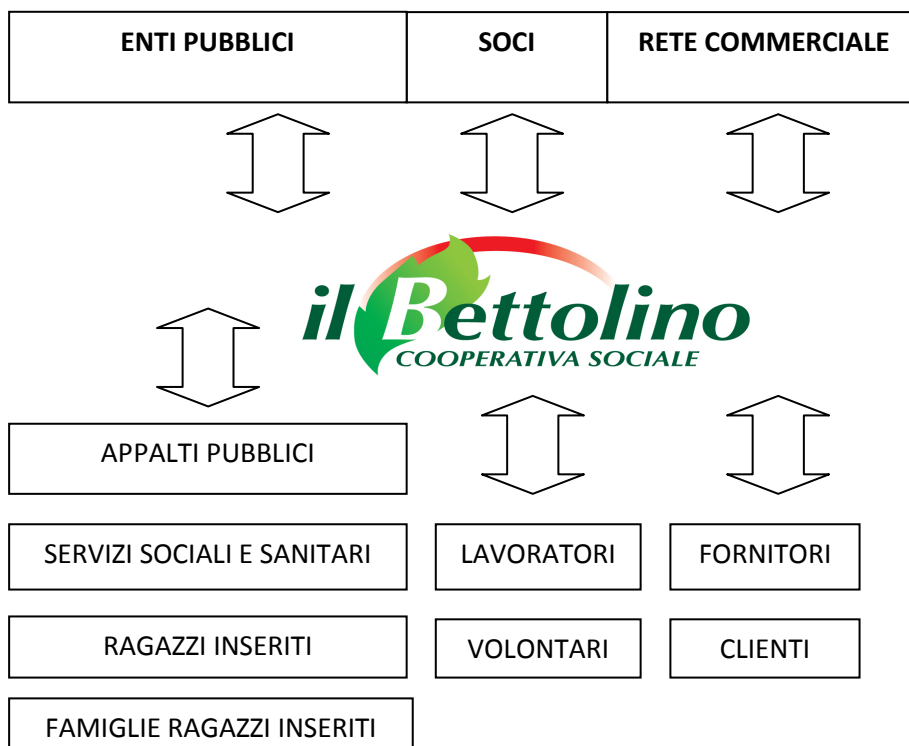 ENTI PUBBLICI SOCI RETE COMMERCIALE
il Bettolino
COOPERATIVA SOCIALE
APPALTI PUBBLICI
SERVIZI SOCIALI E SANITARI LAVORATORI FORNITORI
RAGAZZI INSERITI VOLONTARI CLIENTI
FAMIGLIE RAGAZZI INSERITI